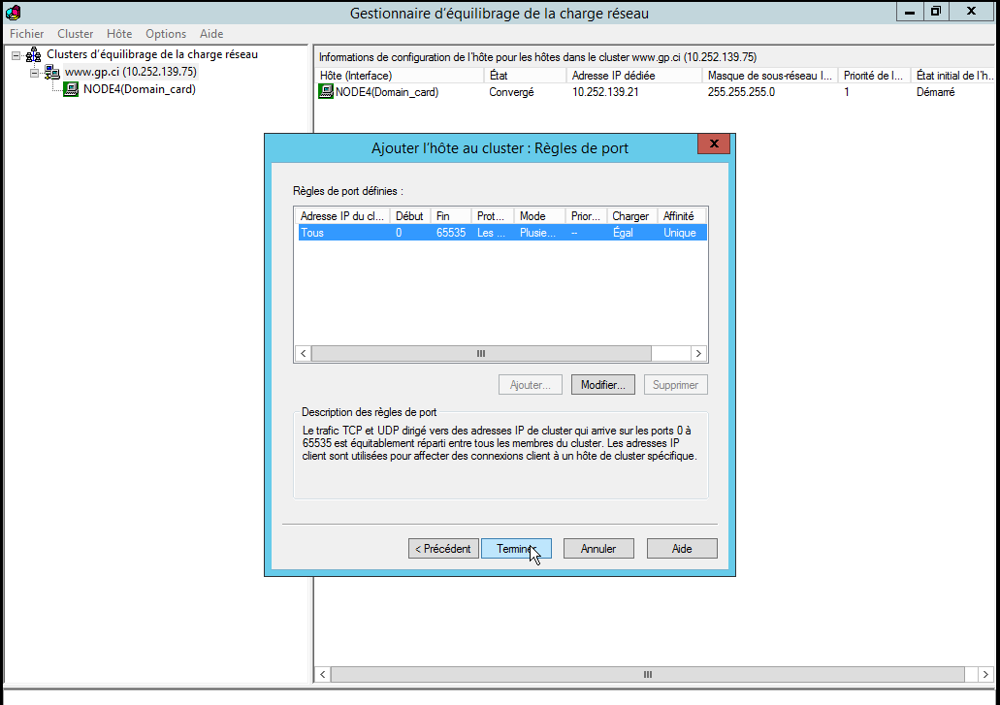 Gestionnaire d'équilibrage de la charge réseau
Fichier Cluster Hôte Options Aide
Clusters d'équilibrage de la charge réseau
www.gp.ci (10.252.139.75)
NODE4(Domain_card)
Informations de configuration de l'hôte pour les hôtes dans le cluster www.gp.ci (10.252.139.75)
Hôte (Interface) État Adresse IP dédiée Masque de sous-réseau I... Priorité de l... État initial de l'h...
NODE4(Domain_card) Convergé 10.252.139.21 255.255.255.0 1 Démarré
Ajouter l'hôte au cluster : Règles de port
Règles de port définies :
Adresse IP du cl... Début Fin Prot... Mode Prior... Charger Affinité
Tous 0 65535 Les ... Plusie... -- Égal Unique
Ajouter... Modifier... Supprimer
Description des règles de port
Le trafic TCP et UDP dirigé vers des adresses IP de cluster qui arrive sur les ports 0 à
65535 est équitablement réparti entre tous les membres du cluster. Les adresses IP
client sont utilisées pour affecter des connexions client à un hôte de cluster spécifique.
< Précédent Terminer Annuler Aide